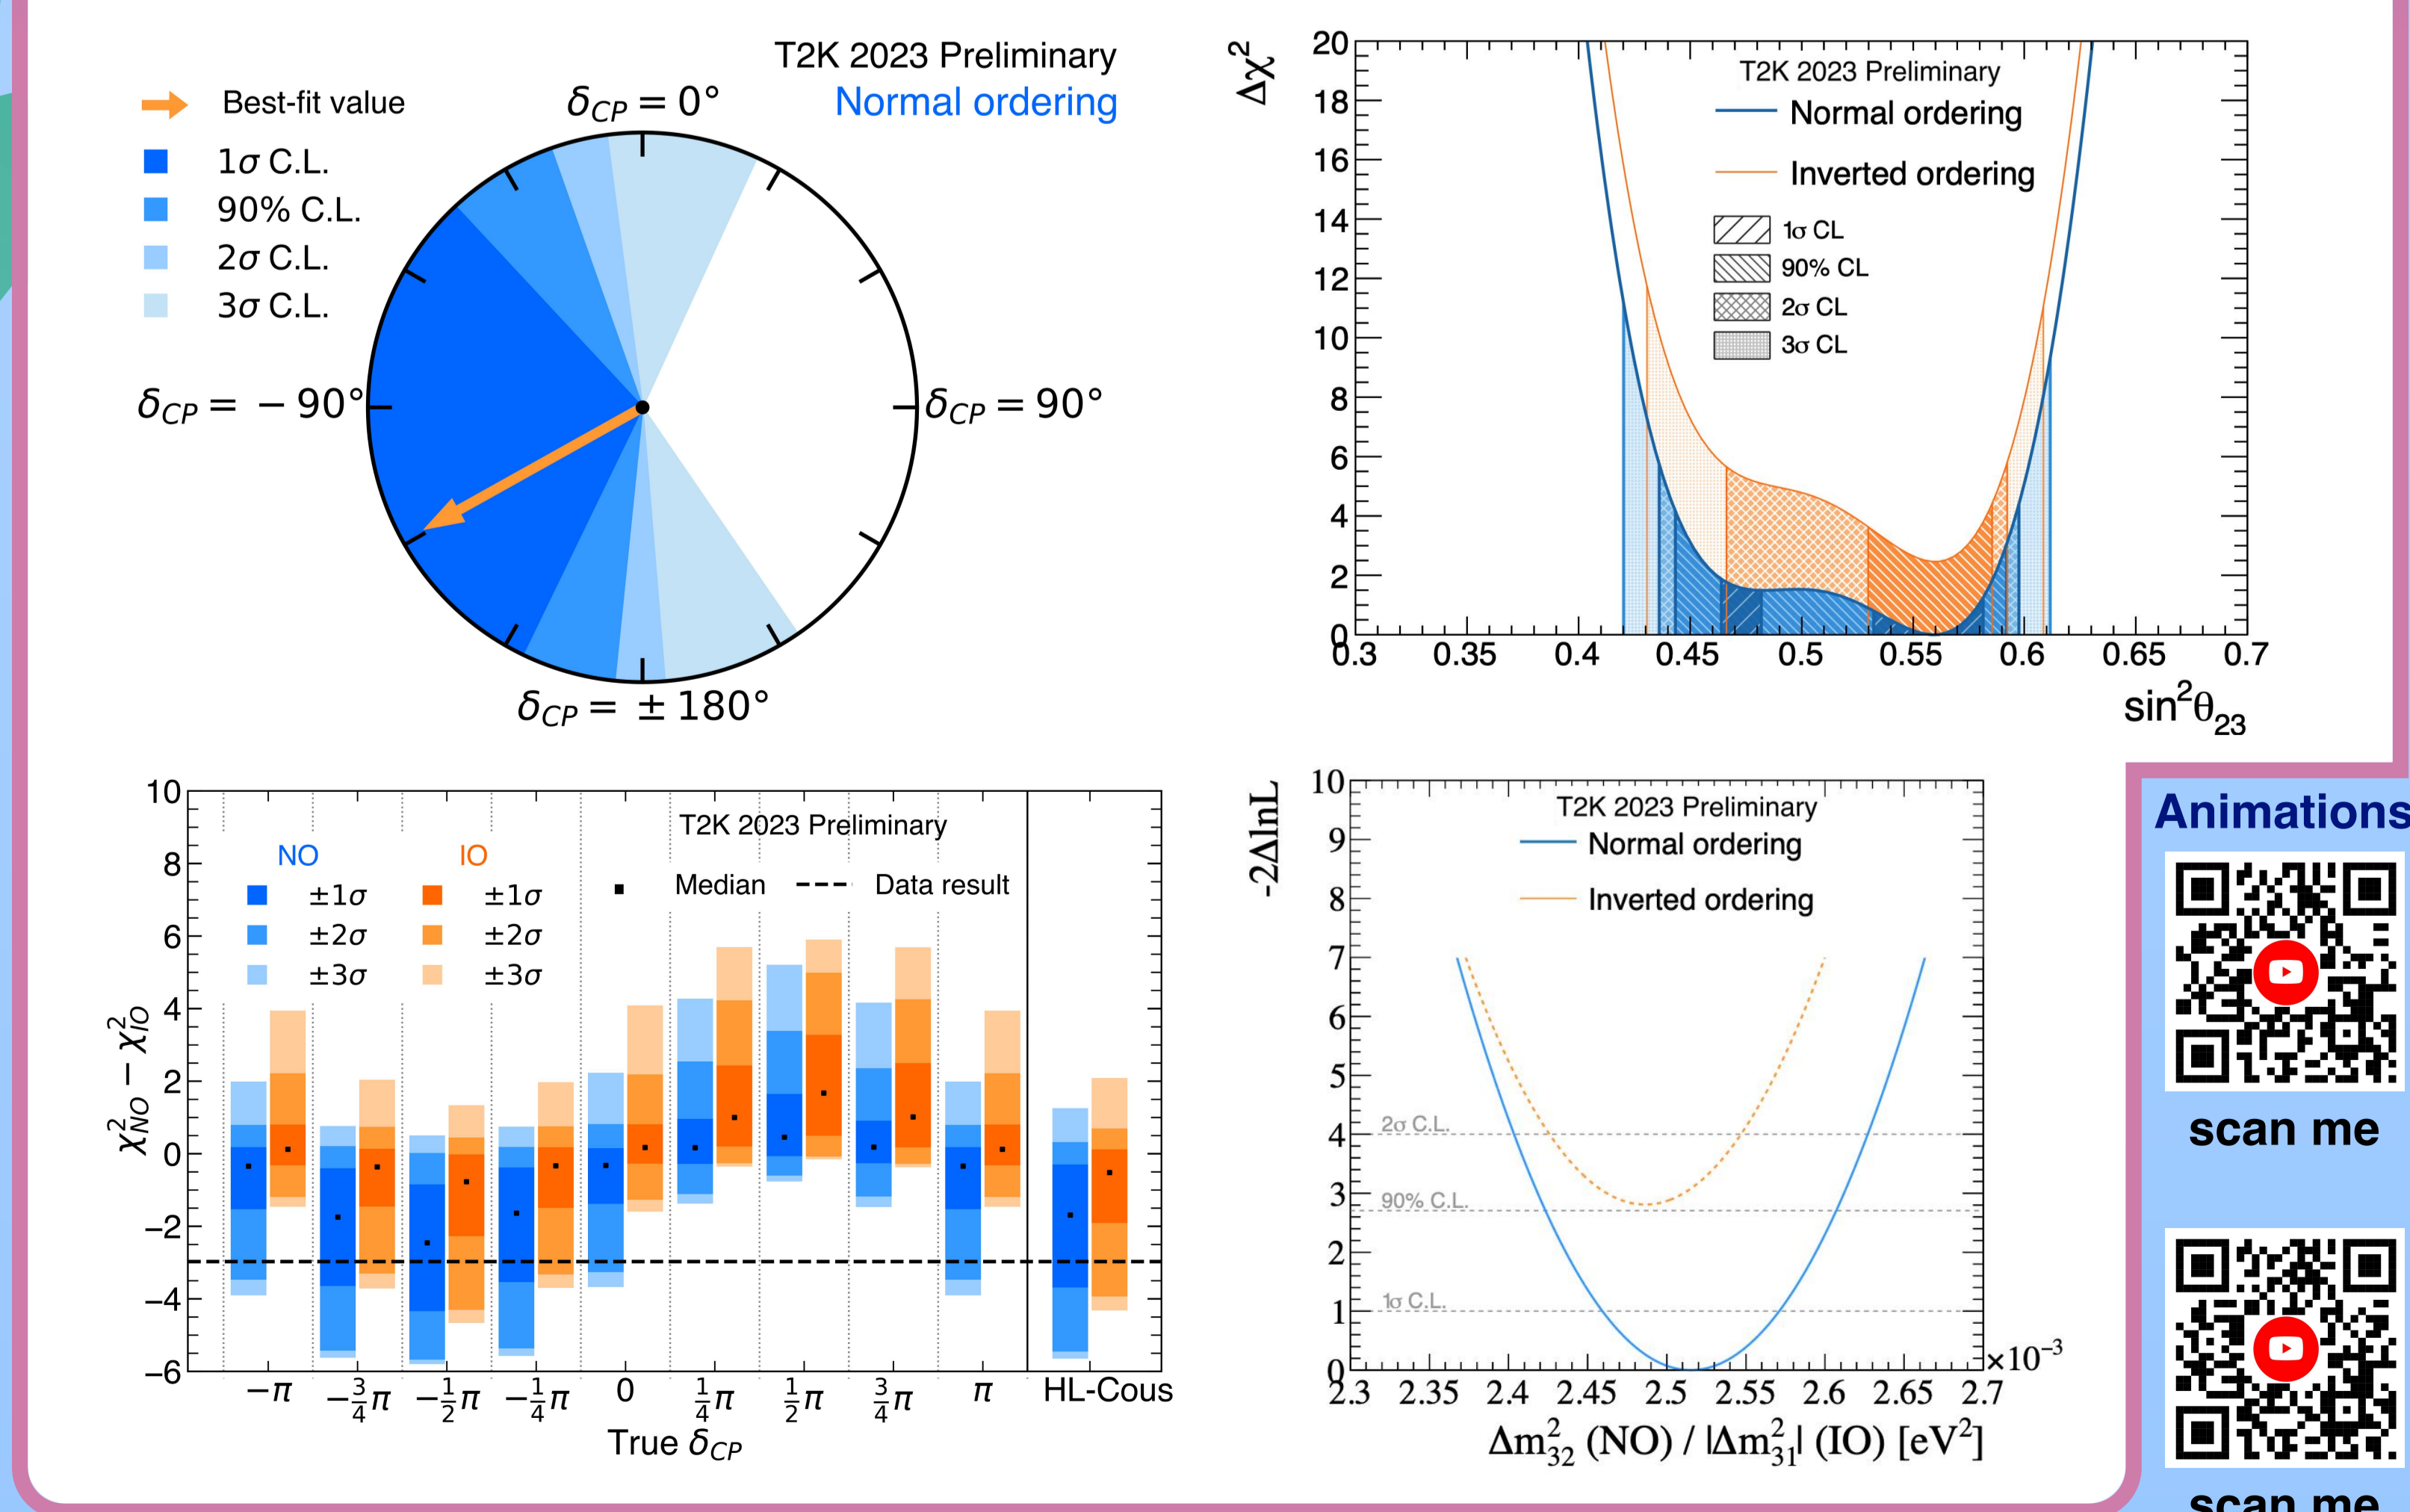 T2K 2023 Preliminary
Normal ordering
Best-fit value
1σ C.L.
90% C.L.
2σ C.L.
3σ C.L.
δCP = 0°
δCP = − 90°
δCP = 90°
δCP = ± 180°
Δχ²
20
18
16
14
12
10
8
6
4
2
0
T2K 2023 Preliminary
Normal ordering
Inverted ordering
1σ CL
90% CL
2σ CL
3σ CL
0.3 0.35 0.4 0.45 0.5 0.55 0.6 0.65 0.7
sin²θ23
χ²NO − χ²IO
10
8
6
4
2
0
−2
−4
−6
T2K 2023 Preliminary
NO IO
±1σ ±1σ
±2σ ±2σ
±3σ ±3σ
Median Data result
−π −3/4π −1/2π −1/4π 0 1/4π 1/2π 3/4π π HL-Cous
True δCP
-2ΔlnL
10
9
8
7
6
5
4
3
2
1
0
T2K 2023 Preliminary
Normal ordering
Inverted ordering
2σ C.L.
90% C.L.
1σ C.L.
×10⁻³
2.3 2.35 2.4 2.45 2.5 2.55 2.6 2.65 2.7
Δm²32 (NO) / |Δm²31| (IO) [eV²]
Animations
scan me
scan me